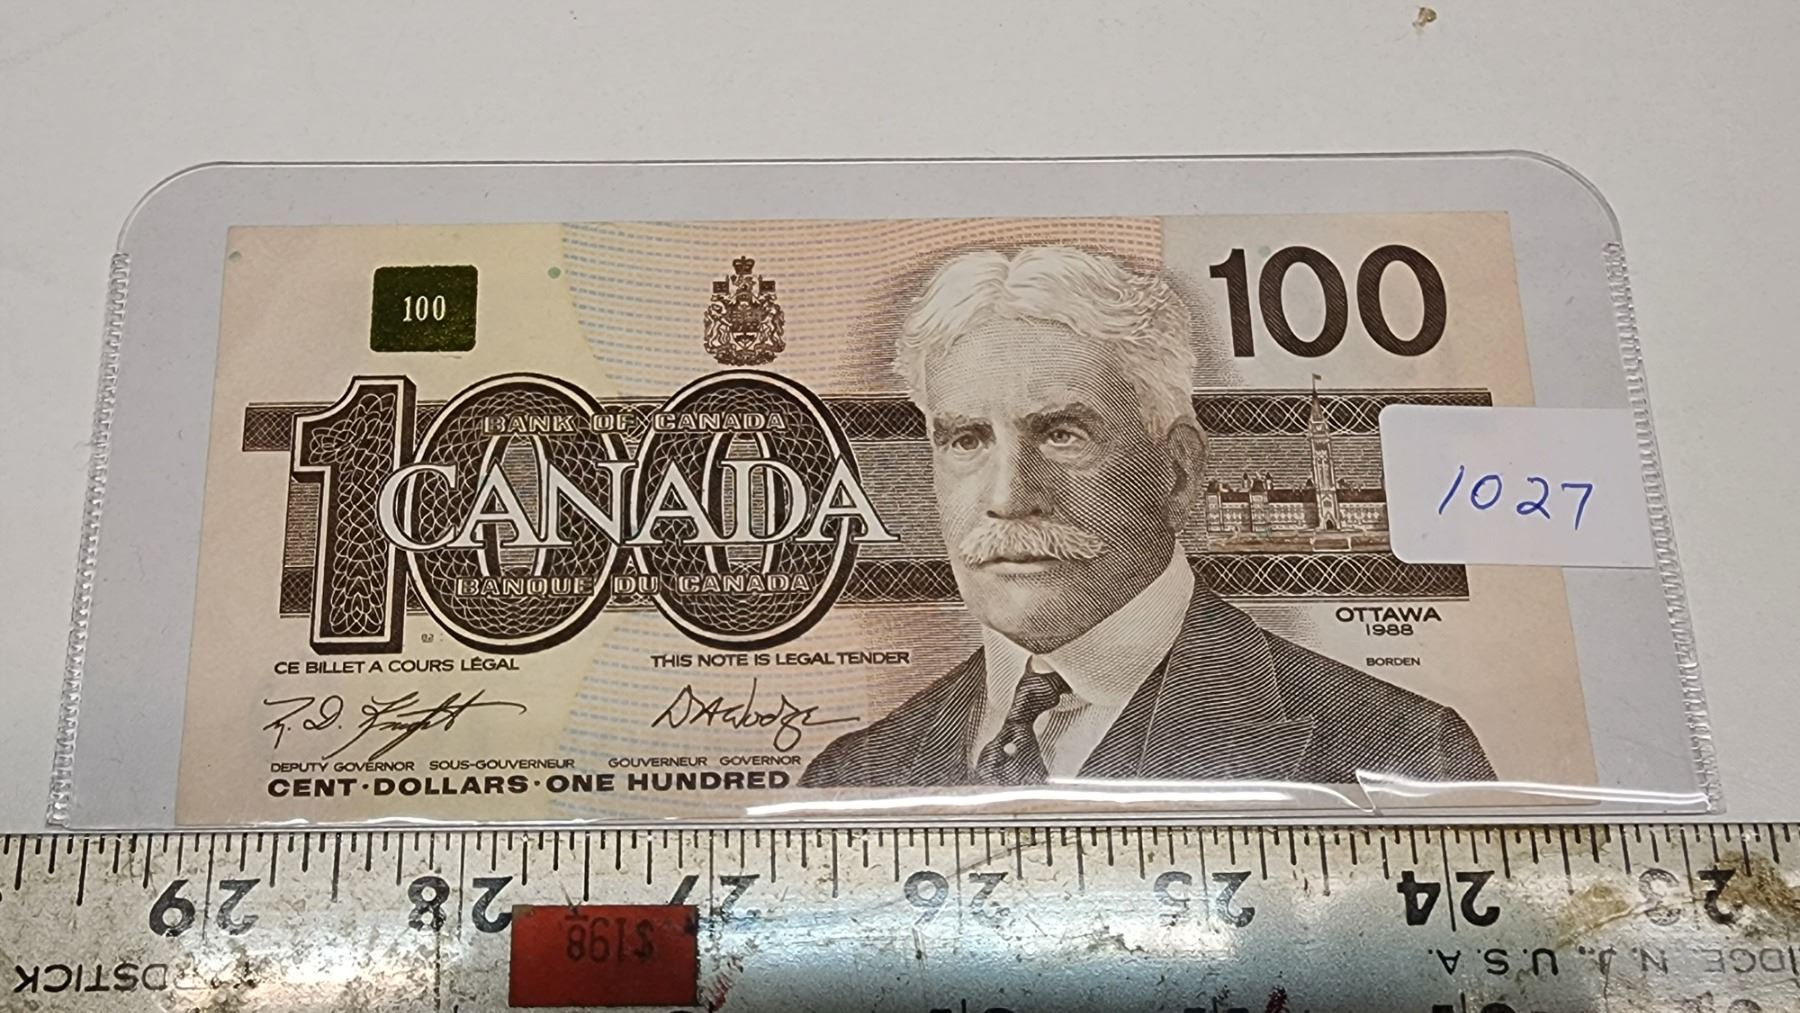 100
100
BANK OF CANADA
100
CANADA
BANQUE DU CANADA
1027
OTTAWA
1988
BORDEN
CE BILLET A COURS LÉGAL
THIS NOTE IS LEGAL TENDER
DEPUTY GOVERNOR SOUS-GOUVERNEUR
GOUVERNEUR GOVERNOR
CENT·DOLLARS·ONE HUNDRED
29 28 27 26 25 24 23
$198
U.S.A.